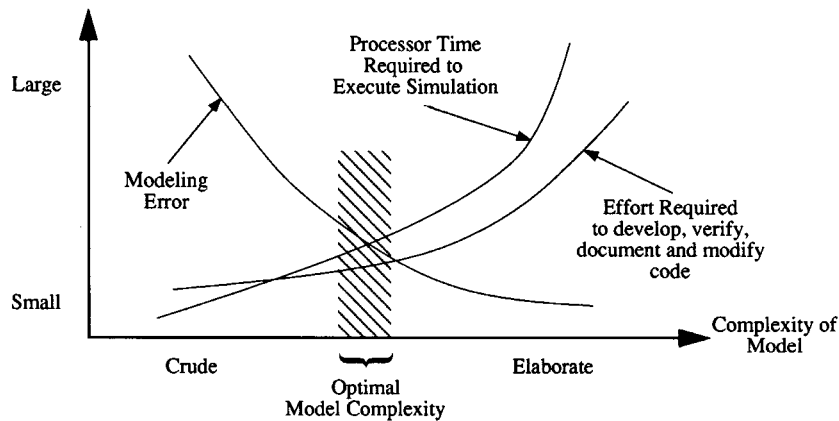 Large
Small
Modeling
Error
Processor Time
Required to
Execute Simulation
Effort Required
to develop, verify,
document and modify
code
Complexity of
Model
Crude
Elaborate
Optimal
Model Complexity